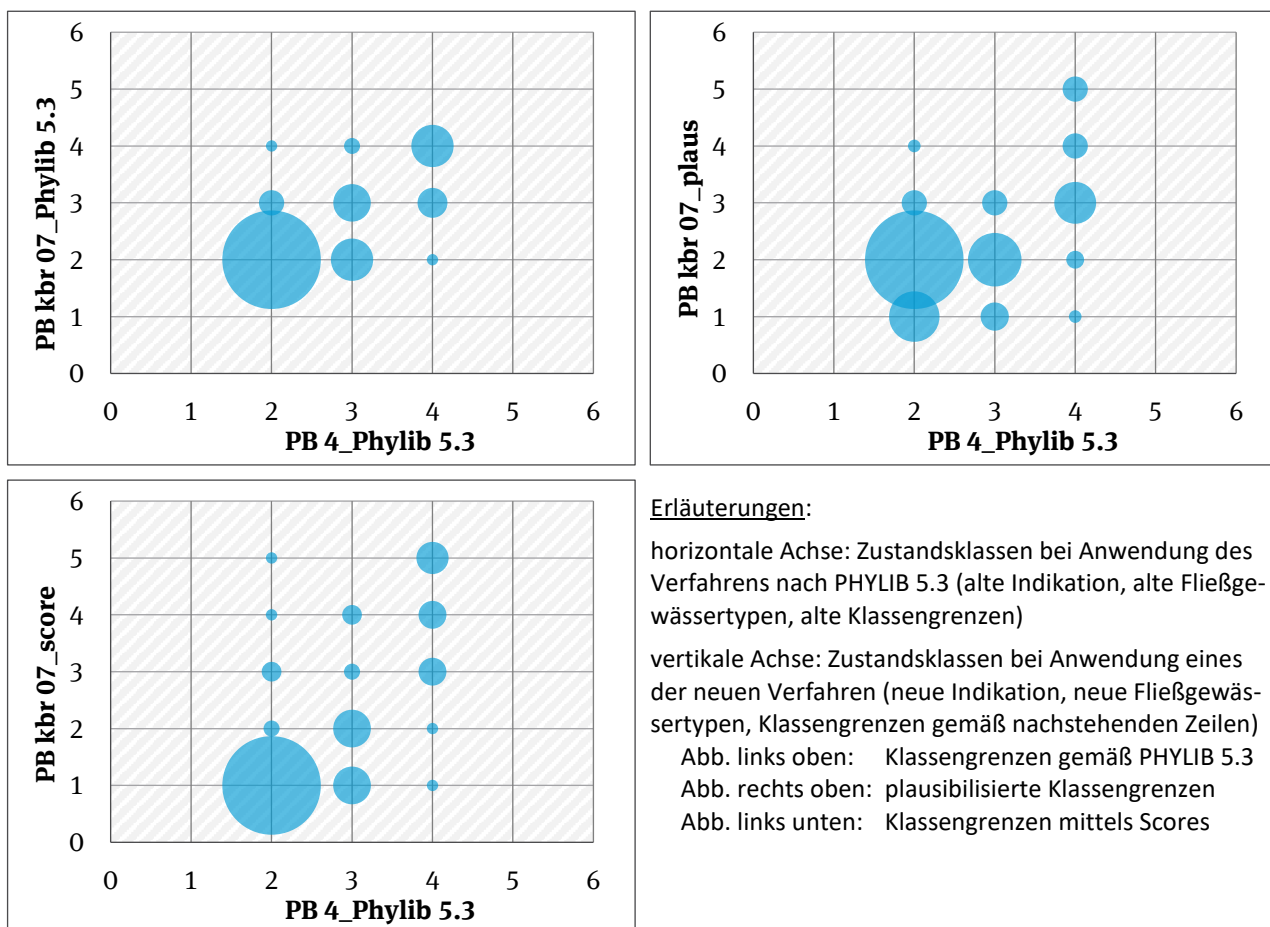 6
5
4
3
2
1
0
PB kbr 07_Phylib 5.3
0 1 2 3 4 5 6
PB 4_Phylib 5.3
6
5
4
3
2
1
0
PB kbr 07_plaus
0 1 2 3 4 5 6
PB 4_Phylib 5.3
6
5
4
3
2
1
0
PB kbr 07_score
0 1 2 3 4 5 6
PB 4_Phylib 5.3
Erläuterungen:
horizontale Achse: Zustandsklassen bei Anwendung des
Verfahrens nach PHYLIB 5.3 (alte Indikation, alte Fließge-
wässertypen, alte Klassengrenzen)
vertikale Achse: Zustandsklassen bei Anwendung eines
der neuen Verfahren (neue Indikation, neue Fließgewäs-
sertypen, Klassengrenzen gemäß nachstehenden Zeilen)
Abb. links oben: Klassengrenzen gemäß PHYLIB 5.3
Abb. rechts oben: plausibilisierte Klassengrenzen
Abb. links unten: Klassengrenzen mittels Scores